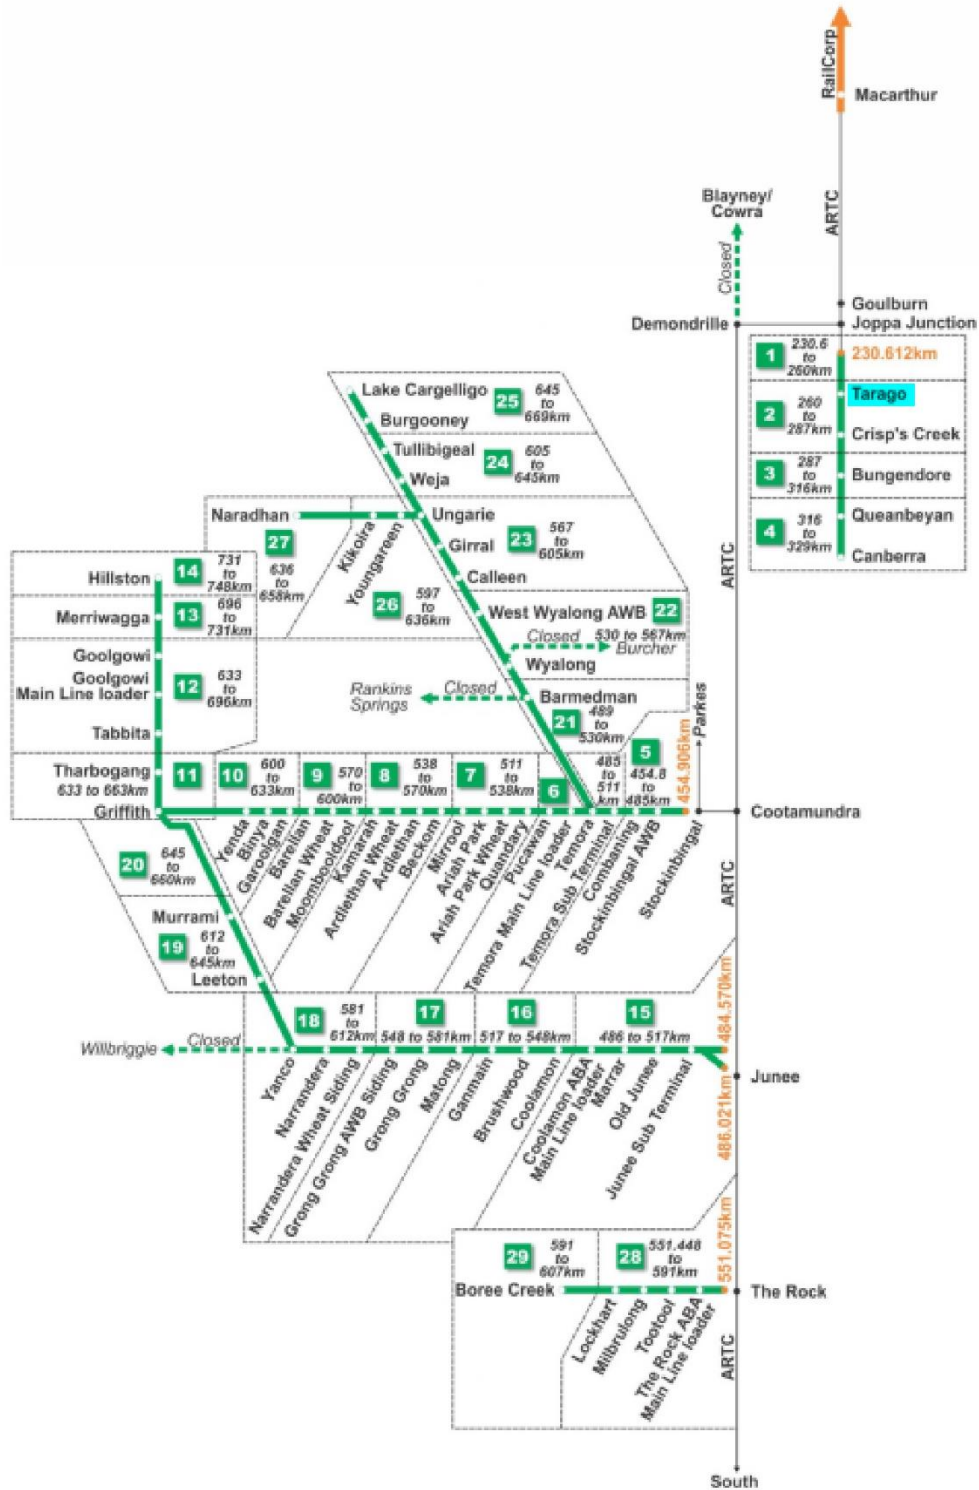 RailCorp
Macarthur
ARTC
Blayney/
Cowra
Closed
Goulburn
Demondrille
Joppa Junction
1
230.6
to
260km
230.612km
Tarago
2
260
to
287km
Crisp's Creek
3
287
to
316km
Bungendore
4
316
to
329km
Queanbeyan
Canberra
Lake Cargelligo
25
645
to
669km
Burgooney
Tullibigeal
24
605
to
645km
Weja
Naradhan
Ungarie
27
636
to
658km
Kikoira
Youngareen
Girral
23
567
to
605km
Calleen
26
597
to
636km
ARTC
14
731
to
748km
Hillston
13
696
to
731km
Merriwagga
West Wyalong AWB
22
530 to 567km
Closed
Burcher
Wyalong
Goolgowi
Goolgowi
Main Line loader
12
633
to
696km
Tabbita
Rankins
Springs
Closed
Barmedman
21
489
to
530km
Parkes
Tharbogang
633 to 663km
11
10
600
to
633km
9
570
to
600km
8
538
to
570km
7
511
to
538km
6
485
to
511
km
5
454.8
to
485km
454.906km
Griffith
Cootamundra
Yenda
Binya
Garoolgan
Barellan
Barellan Wheat
Moombooldool
Kamarah
Ardlethan Wheat
Ardlethan
Beckom
Mirrool
Ariah Park
Ariah Park Wheat
Quandary
Pucawan
Temora Main Line loader
Temora
Temora Sub Terminal
Combaning
Stockinbingal AWB
Stockinbingal
ARTC
20
645
to
660km
Murrami
19
612
to
645km
Leeton
18
581
to
612km
17
548 to 581km
16
517 to 548km
15
486 to 517km
484.570km
Willbriggie
Closed
486.021km
Junee
Yanco
Narrandera
Narrandera Wheat Siding
Grong Grong AWB Siding
Grong Grong
Matong
Ganmain
Brushwood
Coolamon
Coolamon ABA
Main Line loader
Marrar
Old Junee
Junee Sub Terminal
551.075km
29
591
to
607km
28
551.448
to
591km
Boree Creek
The Rock
Lockhart
Milbrulong
Tootool
The Rock ABA
Main Line loader
ARTC
South